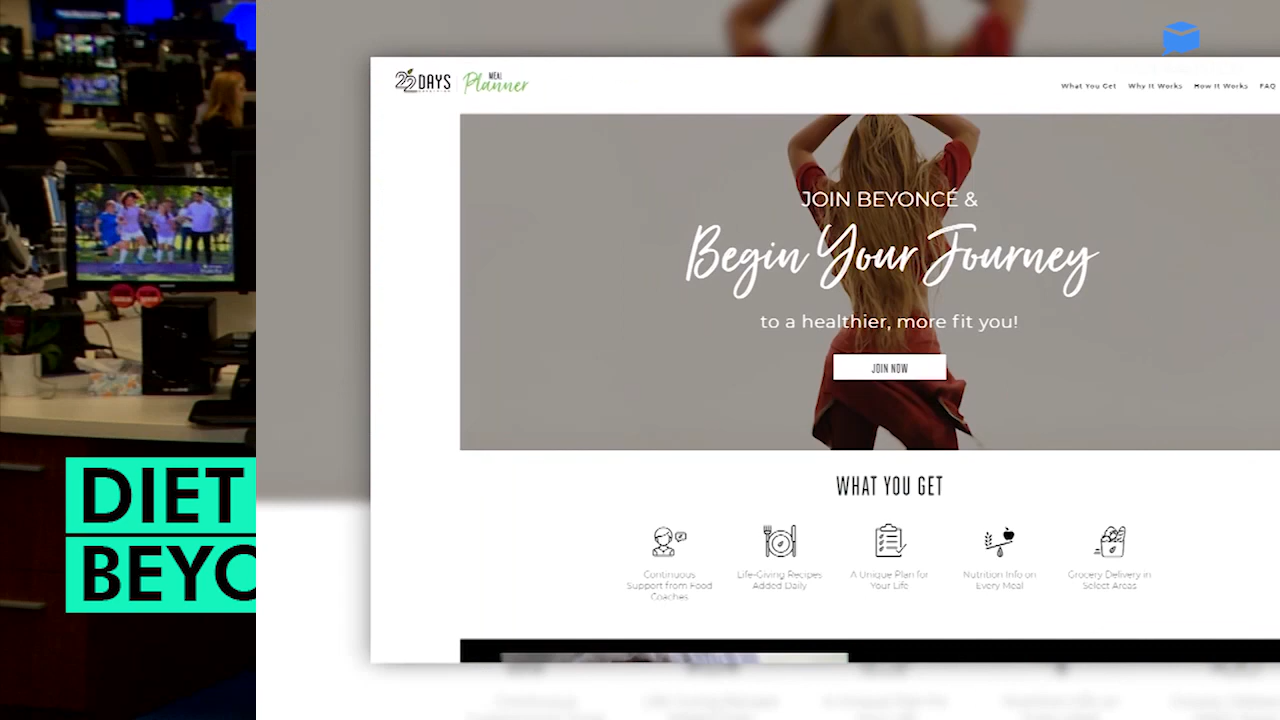 22 DAYS
MEAL
Planner
What You Get Why It Works How It Works FAQ
JOIN BEYONCÉ &
Begin Your Journey
to a healthier, more fit you!
JOIN NOW
DIET
BEYO
WHAT YOU GET
Continuous
Support from Food
Coaches
Life-Giving Recipes
Added Daily
A Unique Plan for
Your Life
Nutrition Info on
Every Meal
Grocery Delivery in
Select Areas